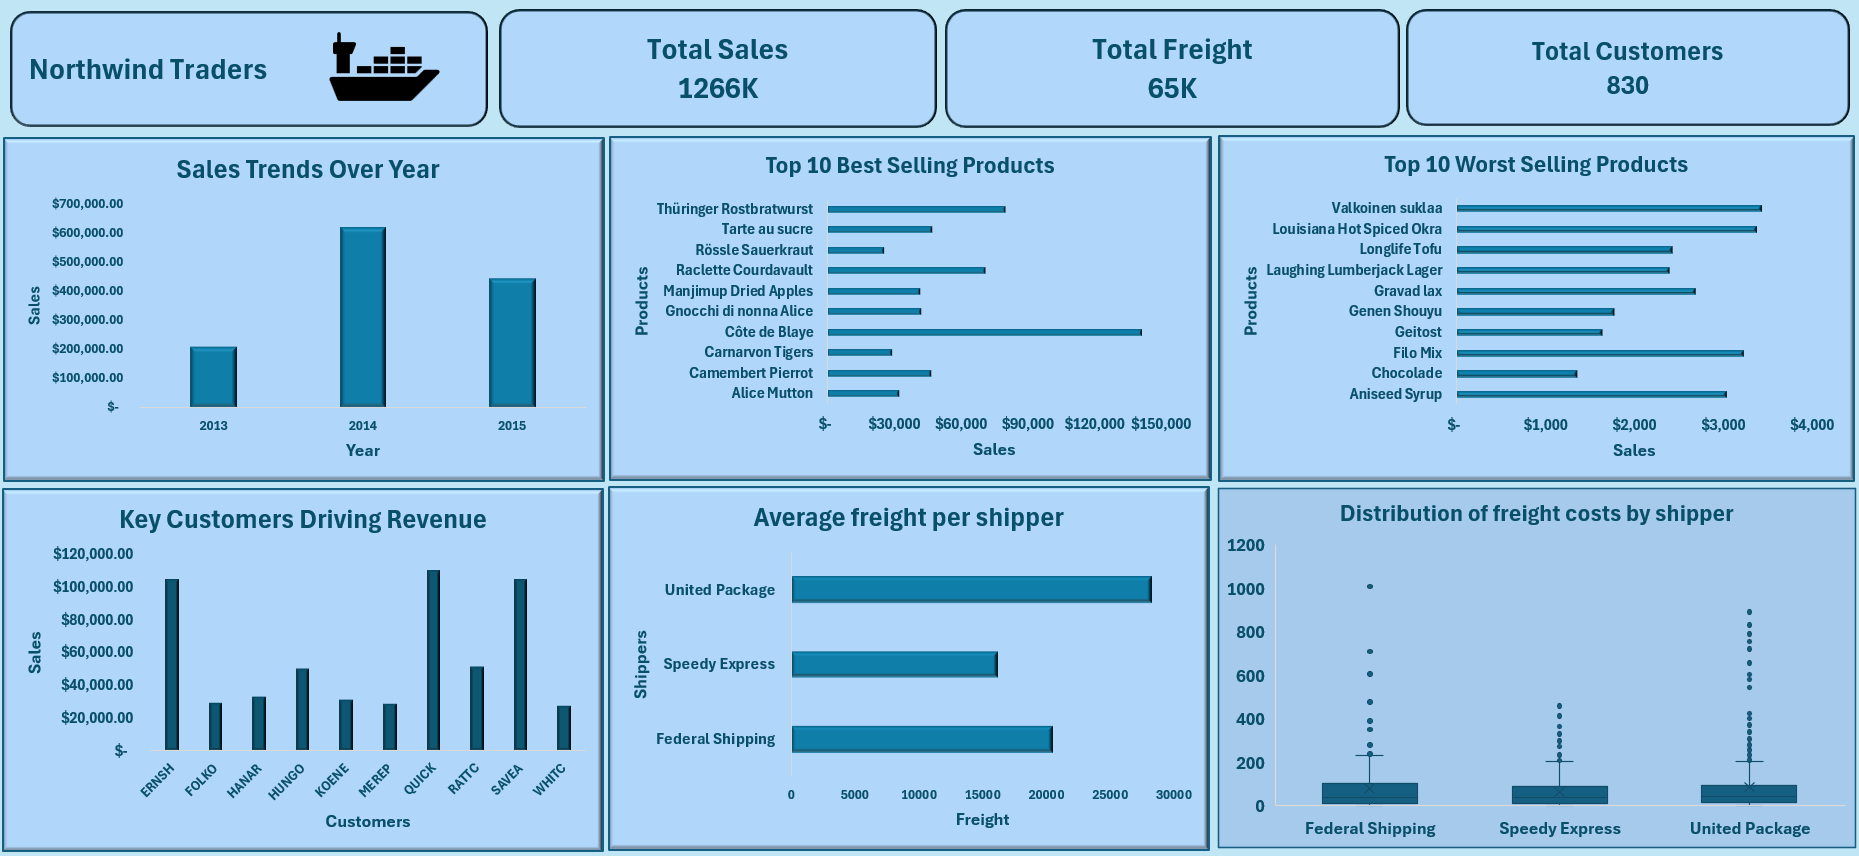 Northwind Traders
Total Sales
1266K
Total Freight
65K
Total Customers
830
Sales Trends Over Year
$700,000.00
$600,000.00
$500,000.00
$400,000.00
$300,000.00
$200,000.00
$100,000.00
$-
Sales
2013
2014
2015
Year
Top 10 Best Selling Products
Products
Thüringer Rostbratwurst
Tarte au sucre
Rössle Sauerkraut
Raclette Courdavault
Manjimup Dried Apples
Gnocchi di nonna Alice
Côte de Blaye
Carnarvon Tigers
Camembert Pierrot
Alice Mutton
$-
$30,000
$60,000
$90,000
$120,000
$150,000
Sales
Top 10 Worst Selling Products
Products
Valkoinen suklaa
Louisiana Hot Spiced Okra
Longlife Tofu
Laughing Lumberjack Lager
Gravad lax
Genen Shouyu
Geitost
Filo Mix
Chocolade
Aniseed Syrup
$-
$1,000
$2,000
$3,000
$4,000
Sales
Key Customers Driving Revenue
$120,000.00
$100,000.00
$80,000.00
$60,000.00
$40,000.00
$20,000.00
$-
Sales
ERNSH
FOLKO
HANAR
HUNGO
KOENE
MEREP
QUICK
RATTC
SAVEA
WHITC
Customers
Average freight per shipper
Shippers
United Package
Speedy Express
Federal Shipping
0
5000
10000
15000
20000
25000
30000
Freight
Distribution of freight costs by shipper
1200
1000
800
600
400
200
0
Federal Shipping
Speedy Express
United Package